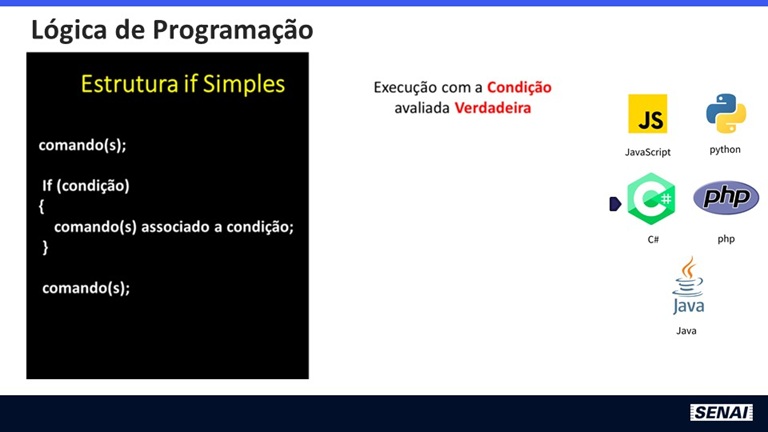 Lógica de Programação
Estrutura if Simples
comando(s);
If (condição)
{
comando(s) associado a condição;
}
comando(s);
Execução com a Condição
avaliada Verdadeira
JS
JavaScript
python
C#
C#
php
php
Java
Java
SENAI